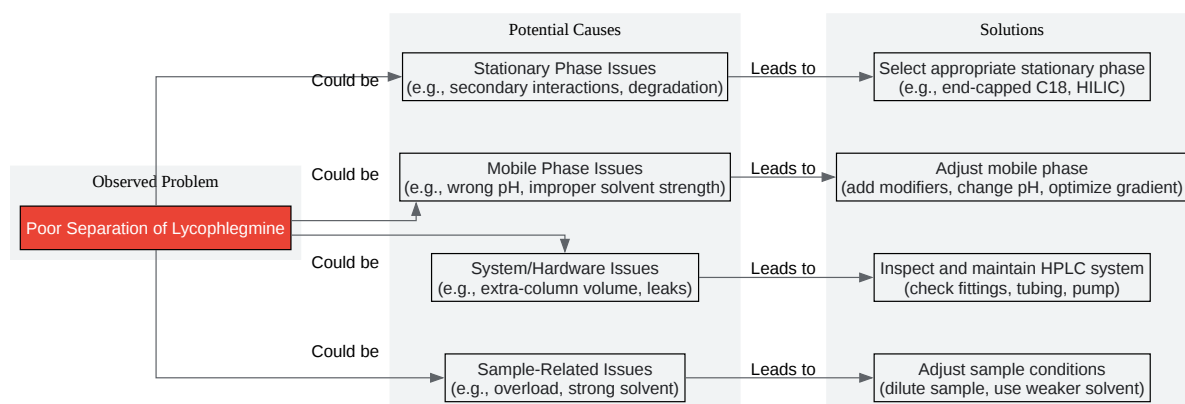 Potential Causes
Solutions
Could be
Stationary Phase Issues
(e.g., secondary interactions, degradation)
Leads to
Select appropriate stationary phase
(e.g., end-capped C18, HILIC)
Observed Problem
Poor Separation of Lycophlegmine
Could be
Mobile Phase Issues
(e.g., wrong pH, improper solvent strength)
Leads to
Adjust mobile phase
(add modifiers, change pH, optimize gradient)
Could be
System/Hardware Issues
(e.g., extra-column volume, leaks)
Leads to
Inspect and maintain HPLC system
(check fittings, tubing, pump)
Could be
Sample-Related Issues
(e.g., overload, strong solvent)
Leads to
Adjust sample conditions
(dilute sample, use weaker solvent)